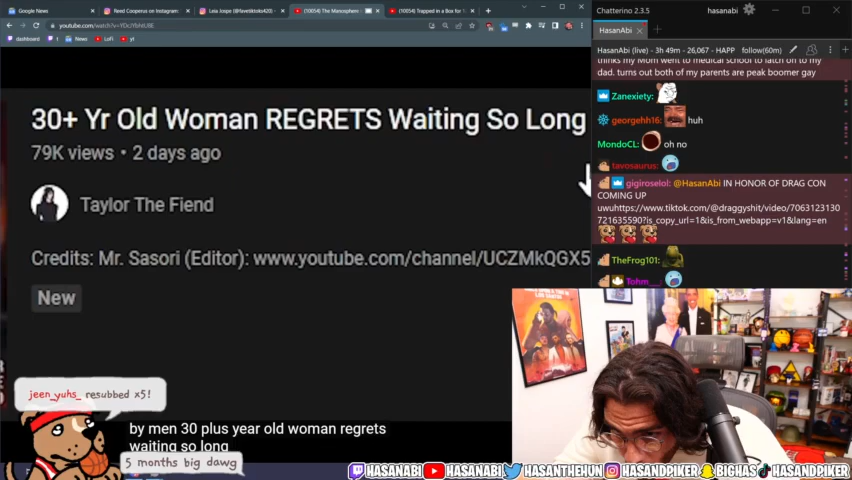 Google News
Reed Cooperus on Instagram
Leia Jospe (@favetiktoks420)
(10054) The Manosphere
(10054) Trapped in a Box for 1
youtube.com/watch?v=YDcJYbhtU8E
dashboard
News
LoFi
yt
30+ Yr Old Woman REGRETS Waiting So Long
79K views • 2 days ago
Taylor The Fiend
Credits: Mr. Sasori (Editor): www.youtube.com/channel/UCZMkQGX5
New
jeen_yuhs_ resubbed x5!
by men 30 plus year old woman regrets
waiting so long
5 months big dawg
Chatterino 2.3.5
hasanabi
HasanAbi
HasanAbi (live) - 3h 49m - 26,067 - HAPP
follow(60m)
thinks my Mom went to medical school to latch on to my
dad. turns out both of my parents are peak boomer gay
Zanexiety:
georgehh16: huh
MondoCL: oh no
tavosaurus:
gigiroselol: @HasanAbi IN HONOR OF DRAG CON
COMING UP
uwuhttps://www.tiktok.com/@draggyshit/video/7063123130
721635590?is_copy_url=1&is_from_webapp=v1&lang=en
TheFrog101:
Tohm__:
HASANABI HASANABI HASANTHEHUN HASANDPIKER BIGHAS HASANDPIKER